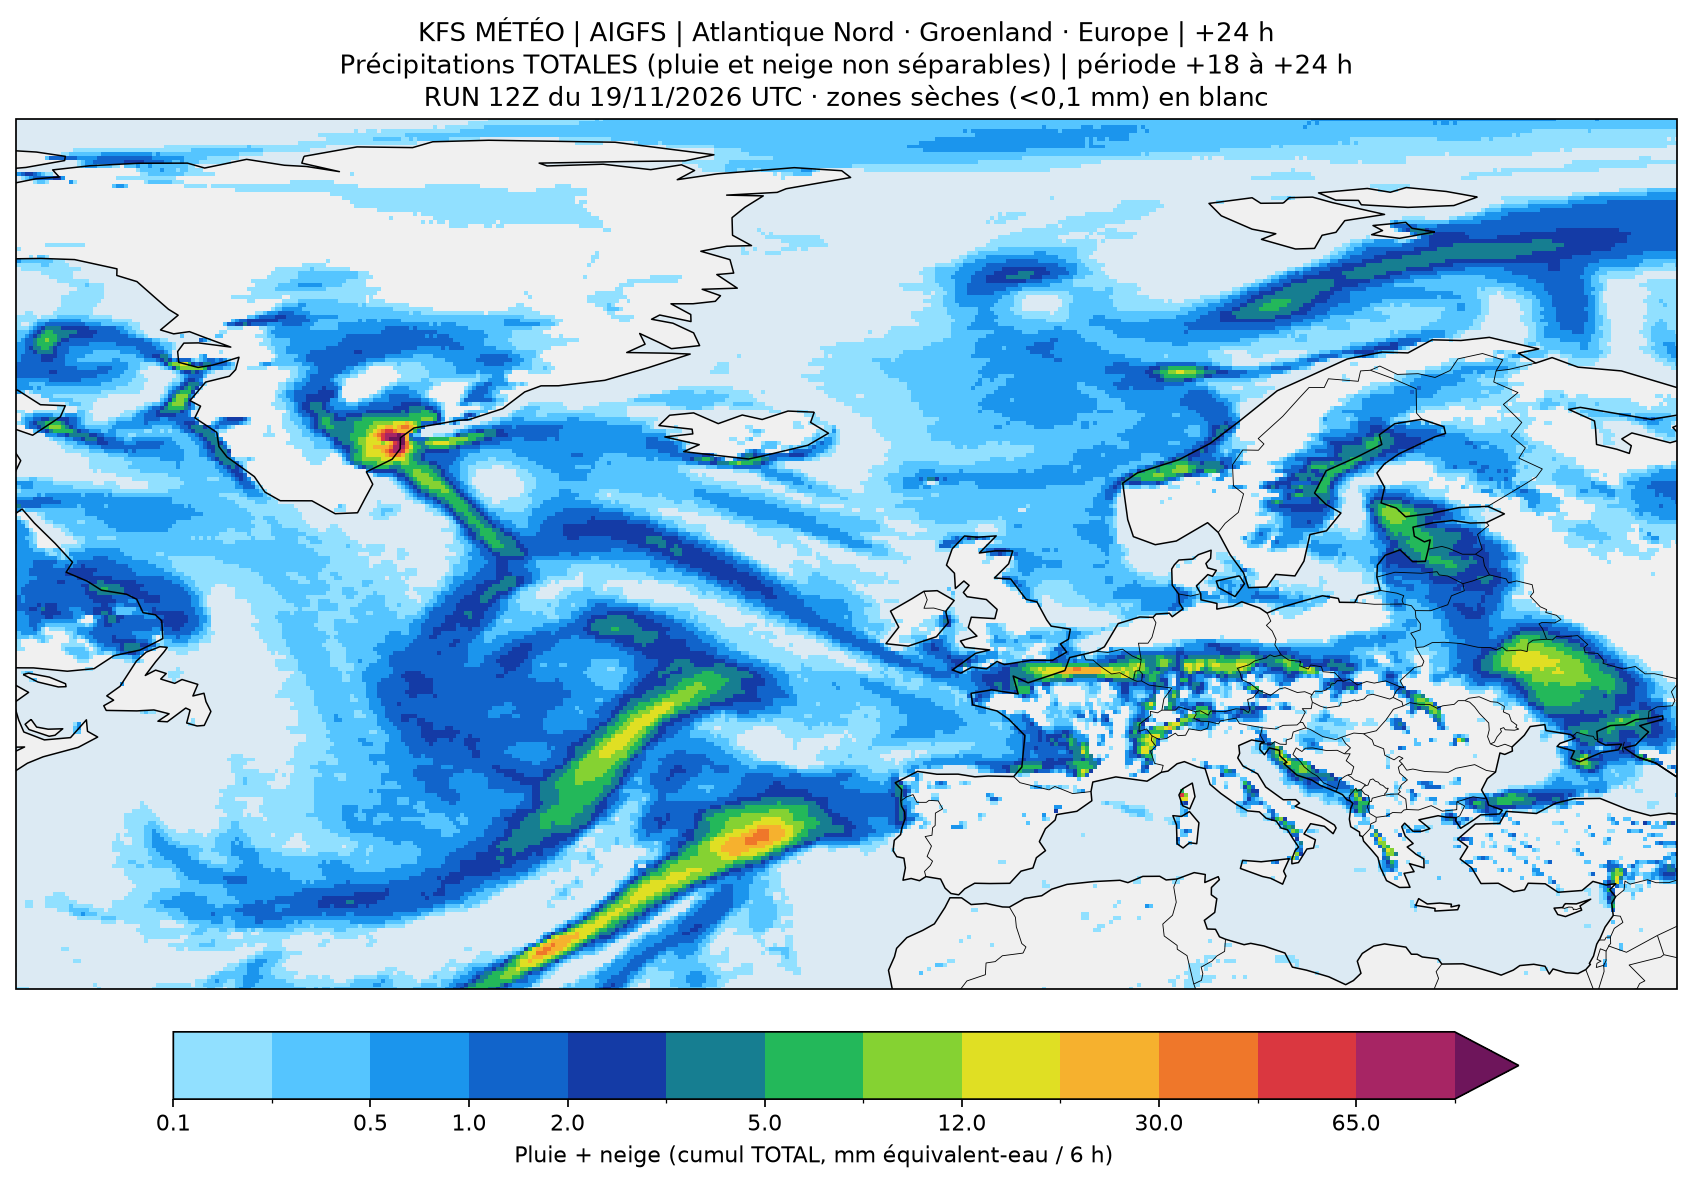 KFS MÉTÉO | AIGFS | Atlantique Nord · Groenland · Europe | +24 h
Précipitations TOTALES (pluie et neige non séparables) | période +18 à +24 h
RUN 12Z du 19/11/2026 UTC · zones sèches (<0,1 mm) en blanc
0.1 0.5 1.0 2.0 5.0 12.0 30.0 65.0
Pluie + neige (cumul TOTAL, mm équivalent-eau / 6 h)